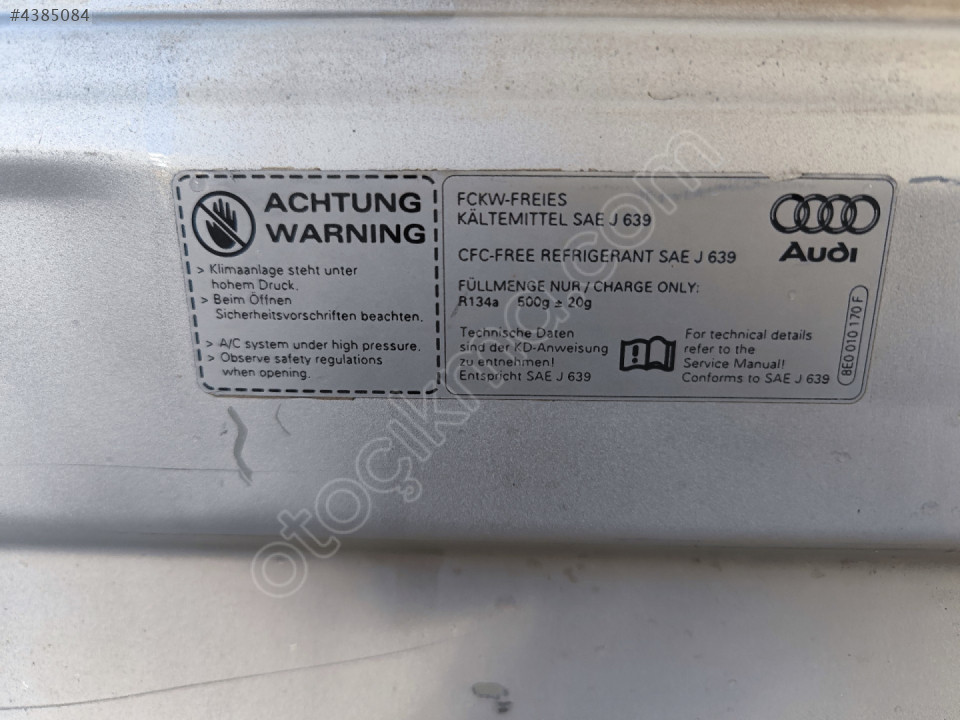 #4385084
ACHTUNG
WARNING
> Klimaanlage steht unter
hohem Druck.
> Beim Öffnen
Sicherheitsvorschriften beachten.
> A/C system under high pressure.
> Observe safety regulations
when opening.
FCKW-FREIES
KÄLTEMITTEL SAE J 639
CFC-FREE REFRIGERANT SAE J 639
FÜLLMENGE NUR / CHARGE ONLY:
R134a 500g ± 20g
Technische Daten
sind der KD-Anweisung
zu entnehmen!
Entspricht SAE J 639
For technical details
refer to the
Service Manual!
Conforms to SAE J 639
Audi
8E0 010 170 F
otoçıkmacı.com